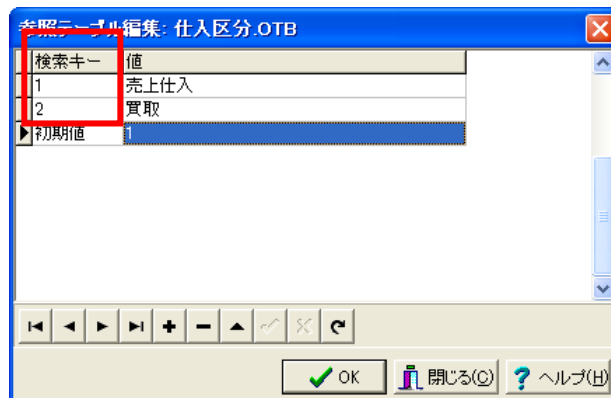 参照テーブル編集: 仕入区分.OTB
検索キー 値
1 売上仕入
2 買取
初期値 1
OK 閉じる(C) ヘルプ(H)